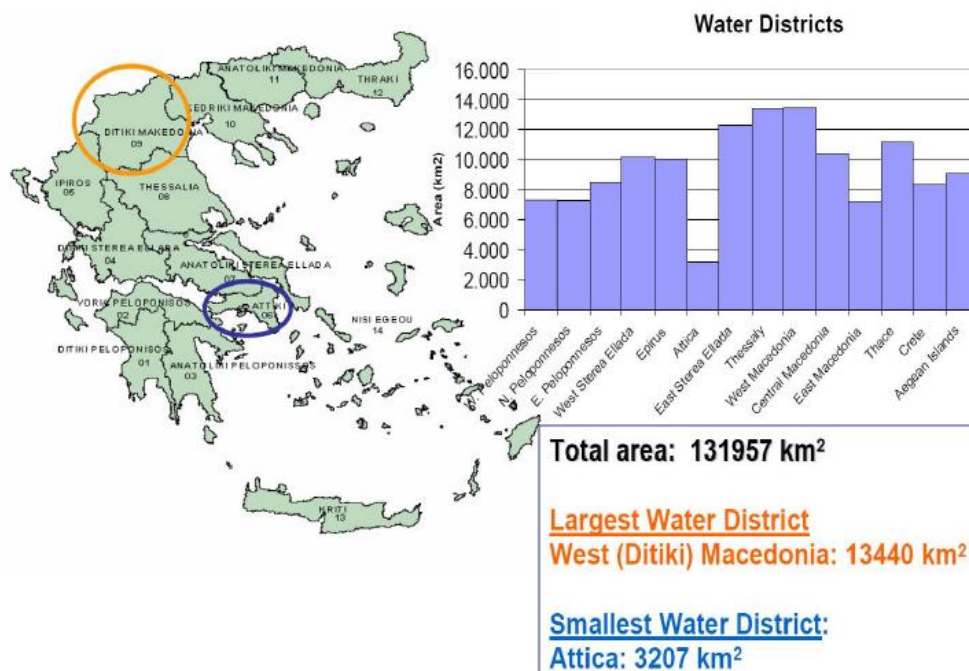 Water Districts
16.000
14.000
12.000
10.000
8.000
6.000
4.000
2.000
0
Area (km2)
Peloponnesos
N. Peloponnesos
E. Peloponnesos
West Sterea Ellada
Epirus
Attica
East Sterea Ellada
Thessaly
West Macedonia
Central Macedonia
East Macedonia
Thace
Crete
Aegean Islands
ANATOLIKI MAKEDONIA
11
THRAKI
12
KEDRIKI MAKEDONIA
10
DITIKI MAKEDONIA
09
IPIROS
05
THESSALIA
08
DITIKI STEREA ELLADA
04
ANATOLIKI STEREA ELLADA
07
ATTIKI
06
VORIA PELOPONISOS
02
NISI EGEOU
14
DITIKI PELOPONISOS
01
ANATOLIKI PELOPONISSOS
03
KRITI
13
Total area: 131957 km²
Largest Water District
West (Ditiki) Macedonia: 13440 km²
Smallest Water District:
Attica: 3207 km²